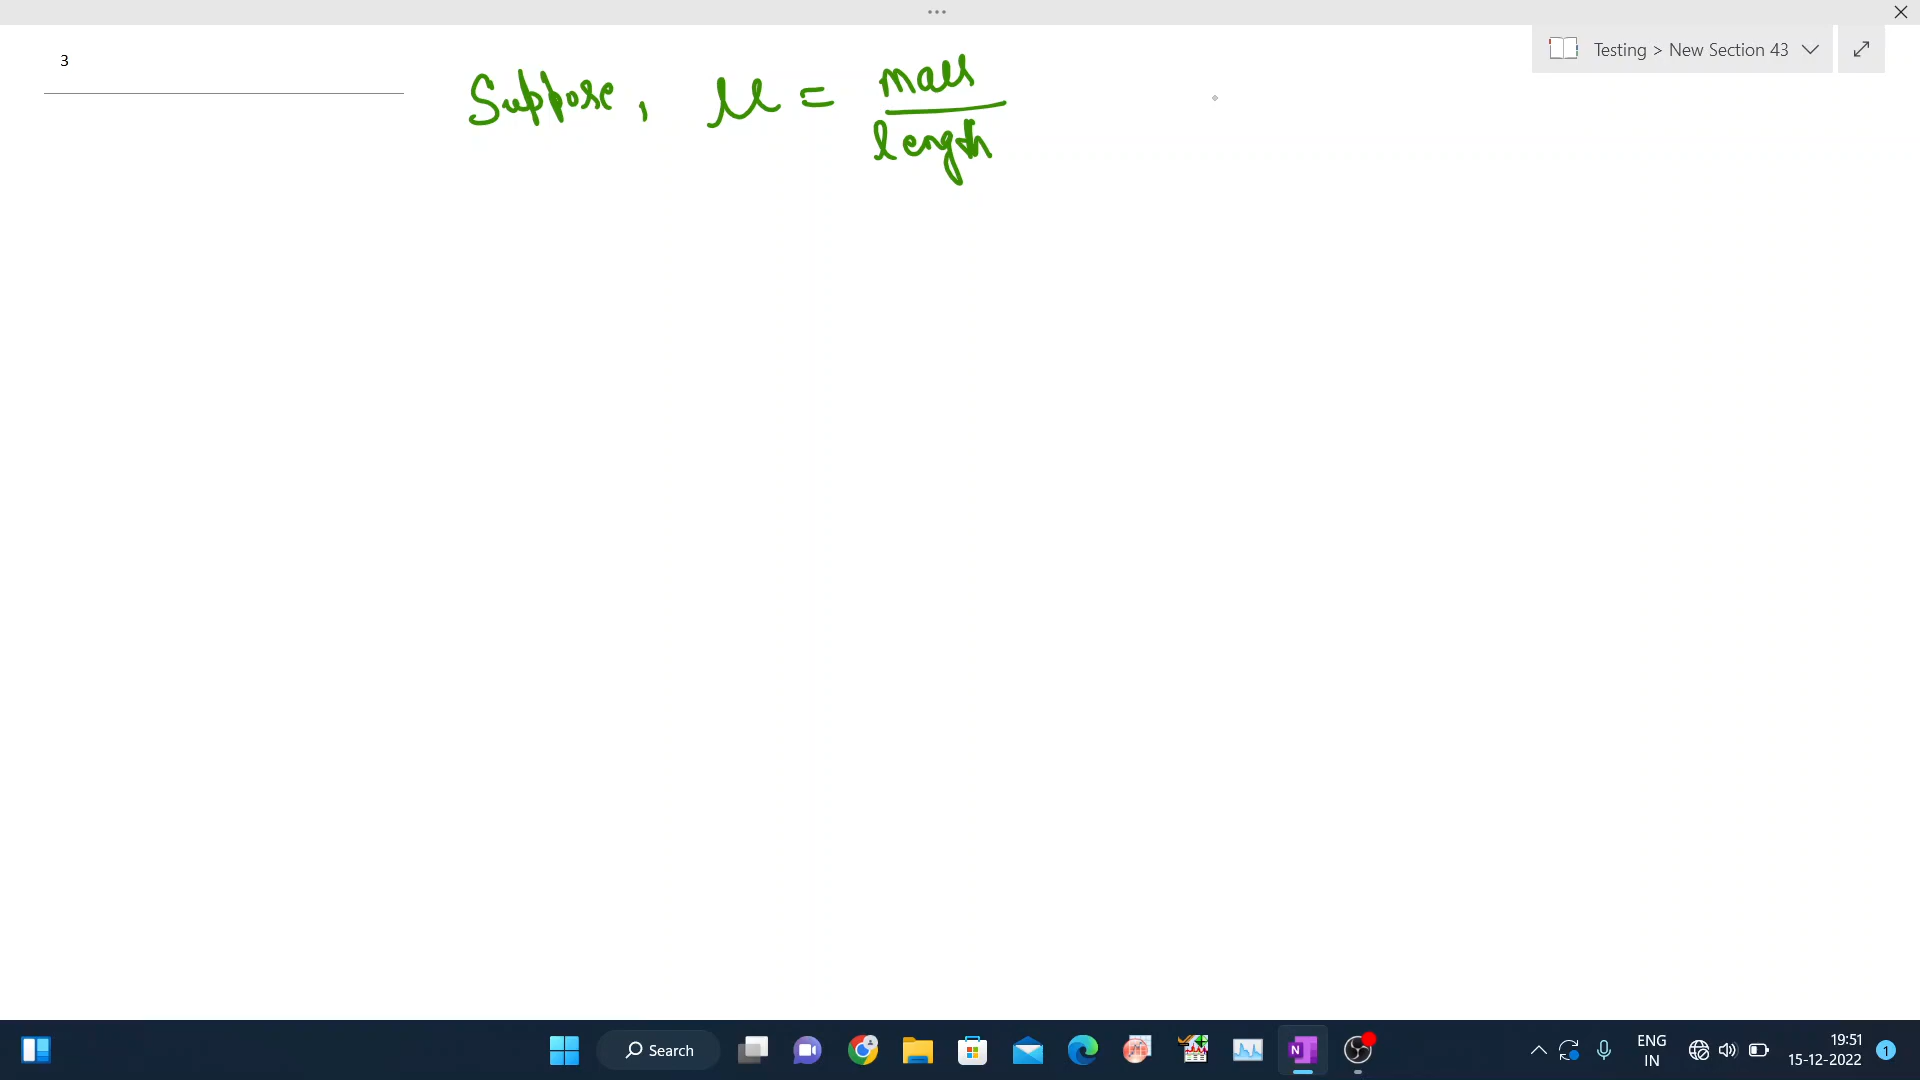 3
Testing > New Section 43
Suppose, μ = mass
length
Search
ENG
IN
19:51
15-12-2022
1